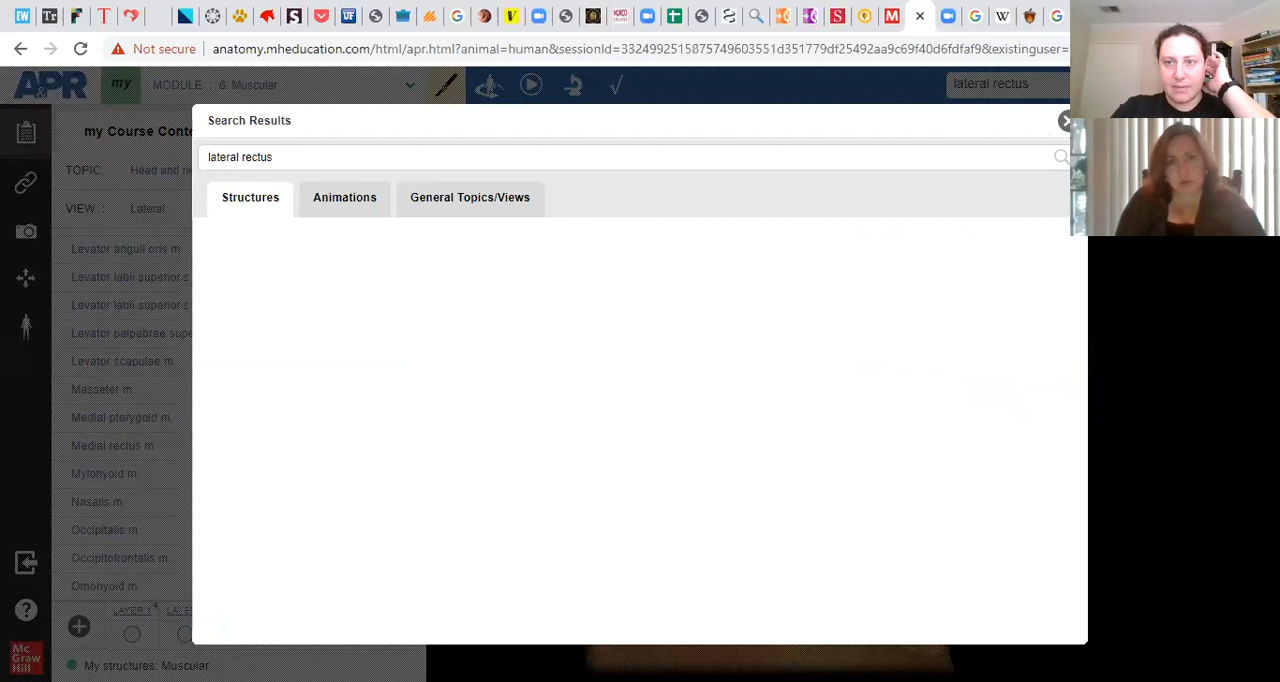 Not secure
anatomy.mheducation.com/html/apr.html?animal=human&sessionId=3324992515875749603551d351779df25492aa9c69f40d6fdfaf9&existinguser=
A&PR my MODULE 6. Muscular
lateral rectus
my Course Conte
Search Results
TOPIC Head and ne
lateral rectus
VIEW : Lateral
Structures Animations General Topics/Views
Levator anguli oris m
Levator labii superioris
Levator labii superioris
Levator palpebrae supe
Levator scapulae m.
Masseter m.
Medial pterygoid m.
Medial rectus m.
Mylohyoid m.
Nasalis m.
Occipitalis m.
Occipitofrontalis m.
Omohyoid m.
LAYER 1
Mc
Graw
Hill
My structures: Muscular